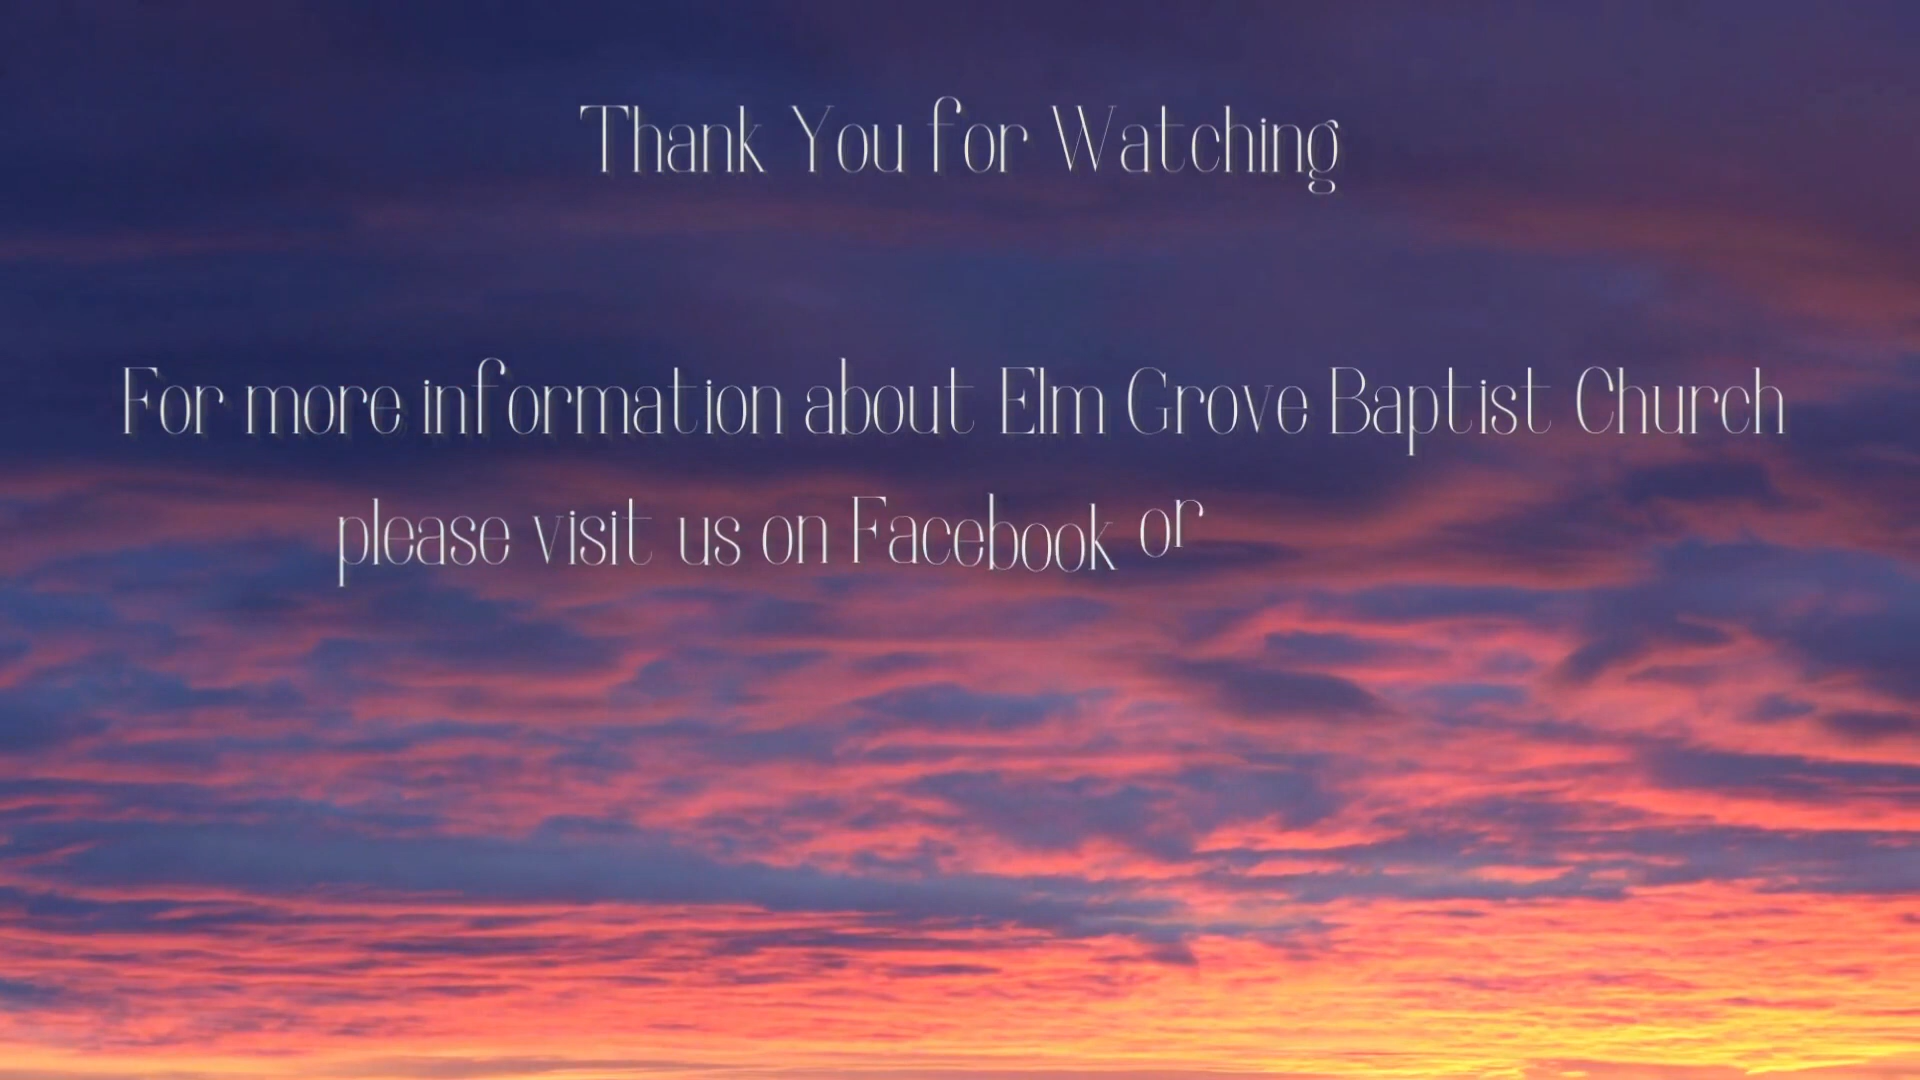 Thank You for Watching
For more information about Elm Grove Baptist Church
please visit us on Facebook or